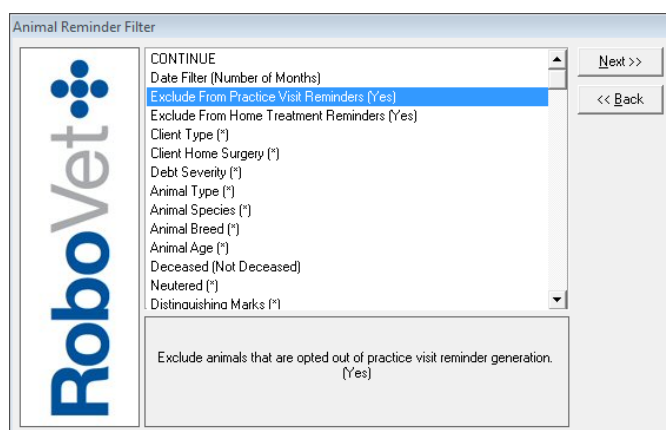 Animal Reminder Filter
RoboVet
CONTINUE
Date Filter (Number of Months)
Exclude From Practice Visit Reminders (Yes)
Exclude From Home Treatment Reminders (Yes)
Client Type (*)
Client Home Surgery (*)
Debt Severity (*)
Animal Type (*)
Animal Species (*)
Animal Breed (*)
Animal Age (*)
Deceased (Not Deceased)
Neutered (*)
Distinguishing Marks (*)
Next >>
<< Back
Exclude animals that are opted out of practice visit reminder generation.
(Yes)